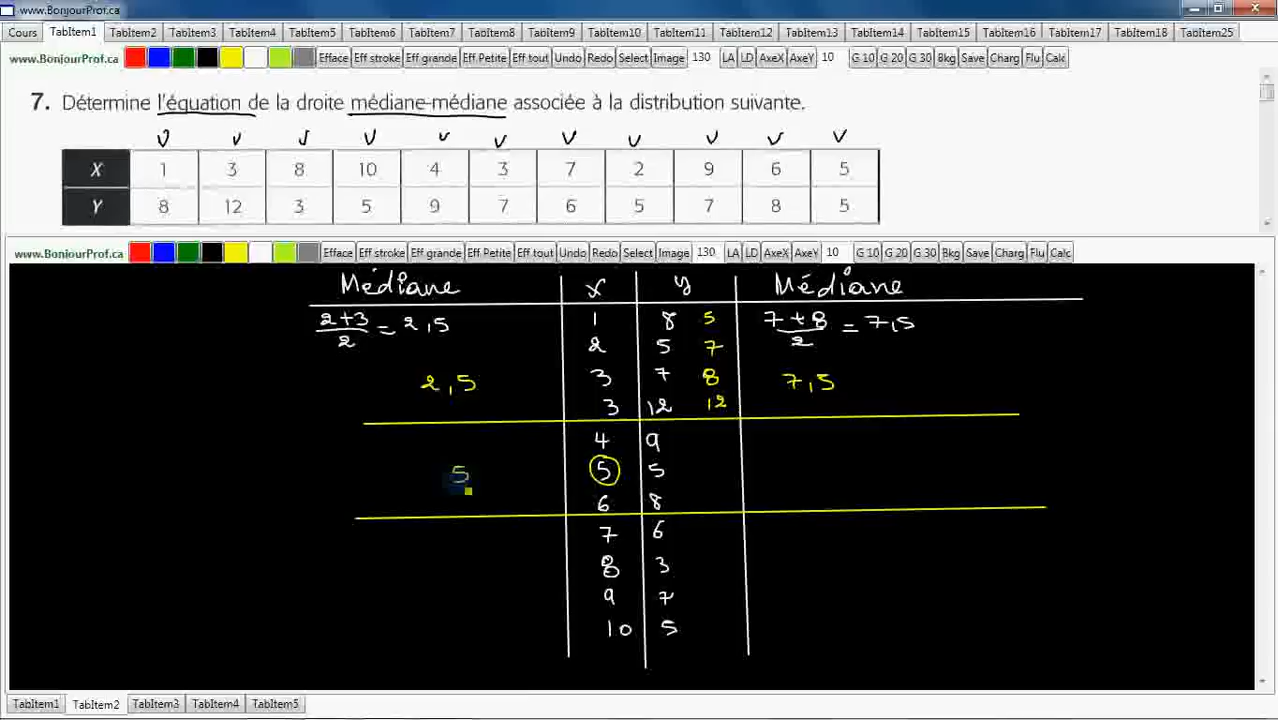 www.BonjourProf.ca
Cours TabItem1 TabItem2 TabItem3 TabItem4 TabItem5 TabItem6 TabItem7 TabItem8 TabItem9 TabItem10 TabItem11 TabItem12 TabItem13 TabItem14 TabItem15 TabItem16 TabItem17 TabItem18 TabItem25
www.BonjourProf.ca Efface Eff stroke Eff grande Eff Petite Eff tout Undo Redo Select Image 130 LA LD AxeX AxeY 10 G 10 G 20 G 30 Bkg Save Charg Flu Calc
7. Détermine l'équation de la droite médiane-médiane associée à la distribution suivante.
X 1 3 8 10 4 3 7 2 9 6 5
Y 8 12 3 5 9 7 6 5 7 8 5
www.BonjourProf.ca Efface Eff stroke Eff grande Eff Petite Eff tout Undo Redo Select Image 130 LA LD AxeX AxeY 10 G 10 G 20 G 30 Bkg Save Charg Flu Calc
Médiane x y Médiane
2+3/2 = 2,5 1 8 5 7+8/2 = 7,5
2 5 7
2,5 3 7 8 7,5
3 12 12
4 9
5 5 5
6 8
7 6
8 3
9 7
10 5
TabItem1 TabItem2 TabItem3 TabItem4 TabItem5